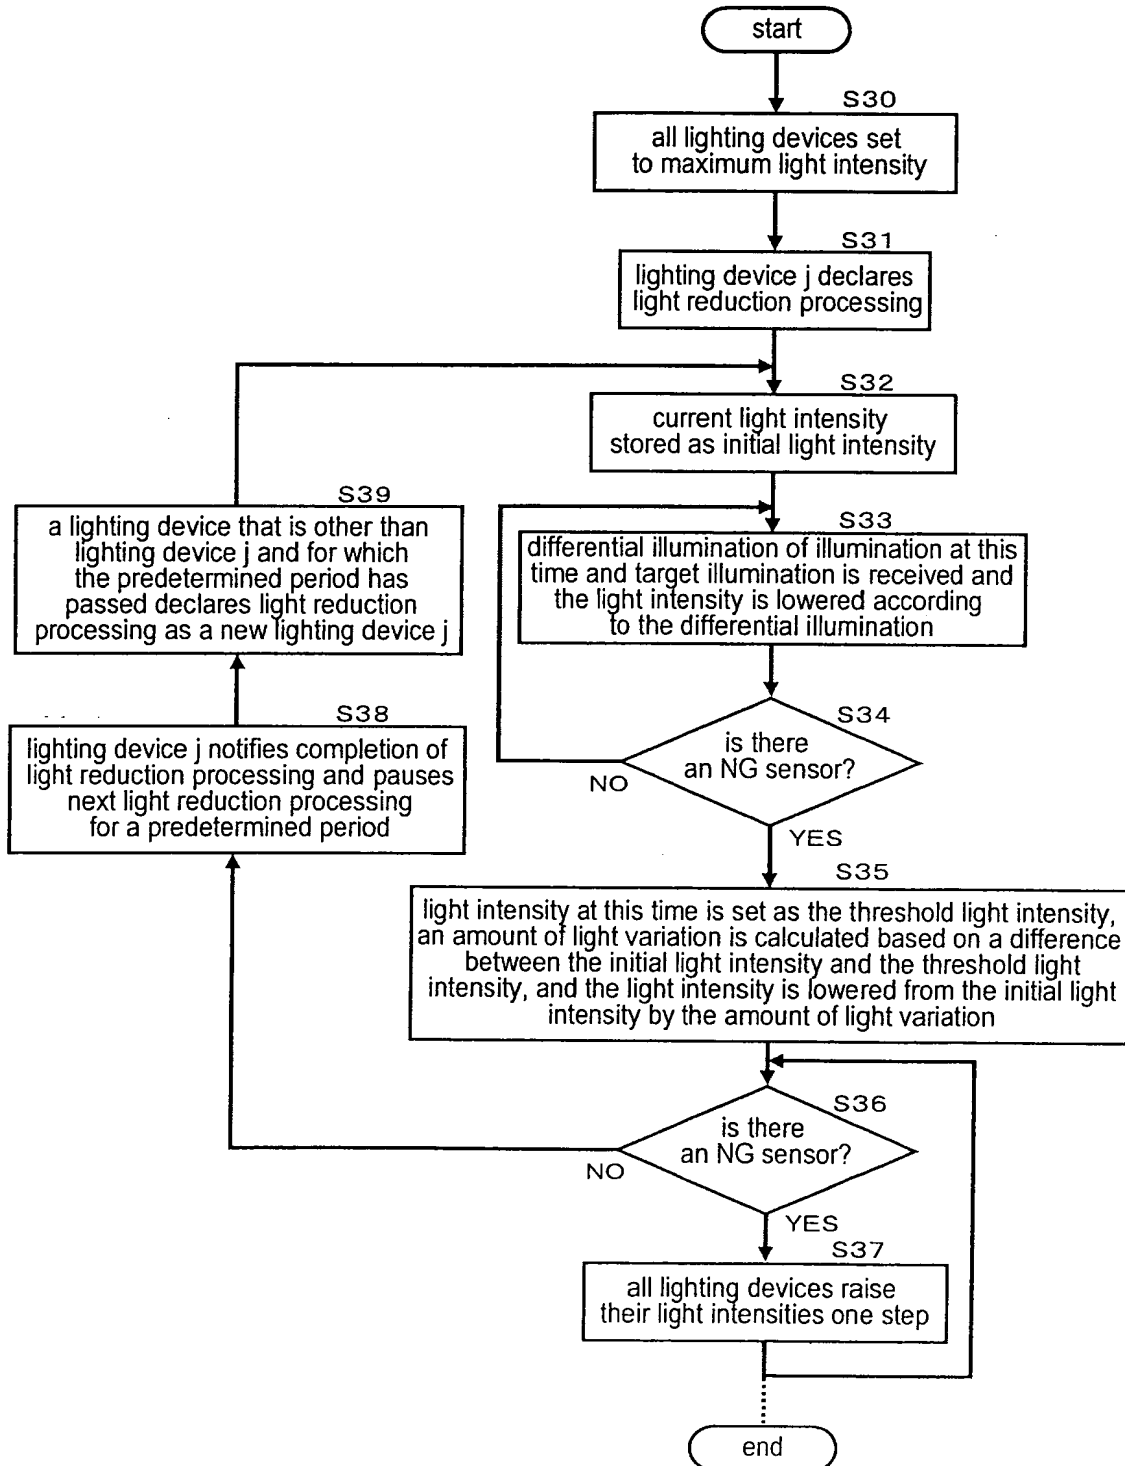 start
S30
all lighting devices set
to maximum light intensity
S31
lighting device j declares
light reduction processing
S32
current light intensity
stored as initial light intensity
S33
differential illumination of illumination at this
time and target illumination is received and
the light intensity is lowered according
to the differential illumination
S34
is there
an NG sensor?
NO
YES
S35
light intensity at this time is set as the threshold light intensity,
an amount of light variation is calculated based on a difference
between the initial light intensity and the threshold light
intensity, and the light intensity is lowered from the initial light
intensity by the amount of light variation
S36
is there
an NG sensor?
NO
YES
S37
all lighting devices raise
their light intensities one step
S38
lighting device j notifies completion of
light reduction processing and pauses
next light reduction processing
for a predetermined period
S39
a lighting device that is other than
lighting device j and for which
the predetermined period has
passed declares light reduction
processing as a new lighting device j
end